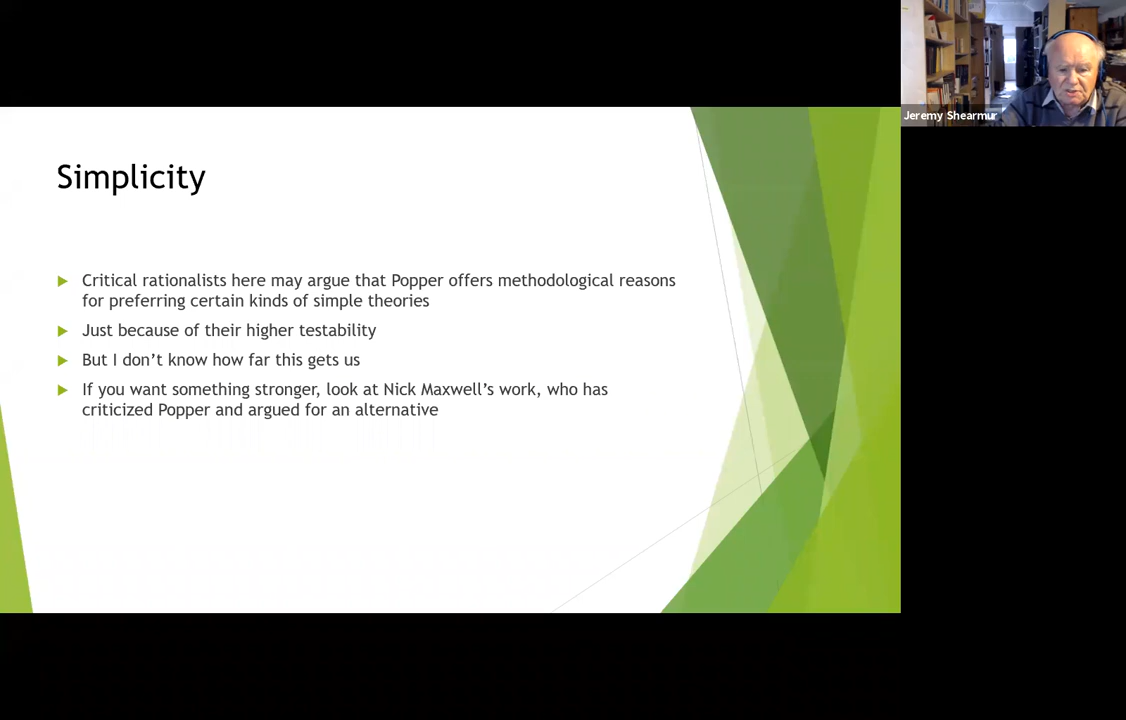 Simplicity
Critical rationalists here may argue that Popper offers methodological reasons
for preferring certain kinds of simple theories
Just because of their higher testability
But I don’t know how far this gets us
If you want something stronger, look at Nick Maxwell’s work, who has
criticized Popper and argued for an alternative
Jeremy Shearmur